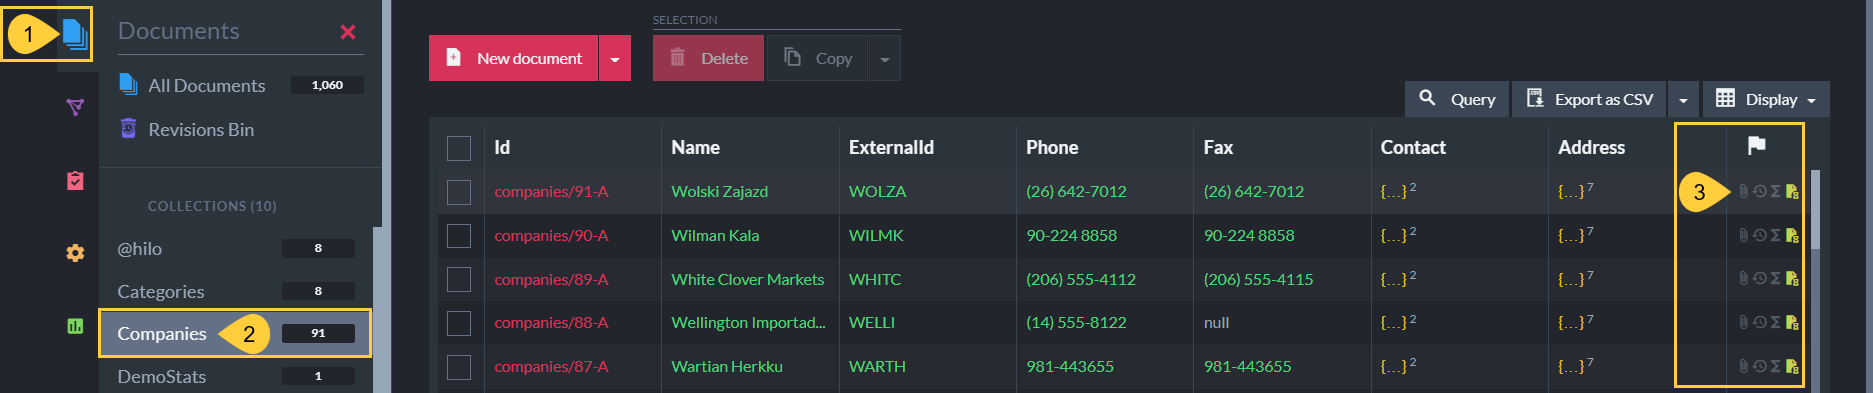 1
Documents
All Documents 1,060
Revisions Bin
COLLECTIONS (10)
@hilo 8
Categories 8
Companies 2 91
DemoStats 1
SELECTION
New document Delete Copy
Query Export as CSV Display
Id Name ExternalId Phone Fax Contact Address
companies/91-A Wolski Zajazd WOLZA (26) 642-7012 (26) 642-7012 {...} 2 {...} 7 3
companies/90-A Wilman Kala WILMK 90-224 8858 90-224 8858 {...} 2 {...} 7
companies/89-A White Clover Markets WHITC (206) 555-4112 (206) 555-4115 {...} 2 {...} 7
companies/88-A Wellington Importad... WELLI (14) 555-8122 null {...} 2 {...} 7
companies/87-A Wartian Herkku WARTH 981-443655 981-443655 {...} 2 {...} 7